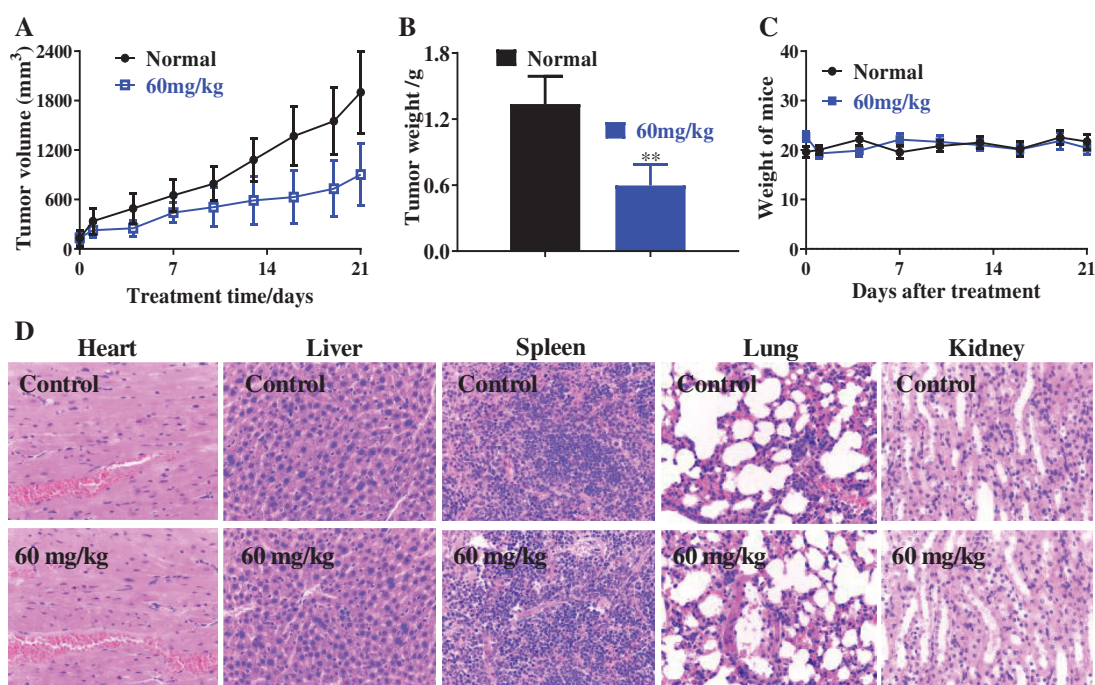 A
Tumor volume (mm³)
2400
1800
1200
600
0
0 7 14 21
Treatment time/days
Normal
60mg/kg
B
Tumor weight /g
1.8
1.2
0.6
0.0
Normal
60mg/kg
**
C
Weight of mice
40
30
20
10
0
0 7 14 21
Days after treatment
Normal
60mg/kg
D
Heart Liver Spleen Lung Kidney
Control Control Control Control Control
60 mg/kg 60 mg/kg 60 mg/kg 60 mg/kg 60 mg/kg